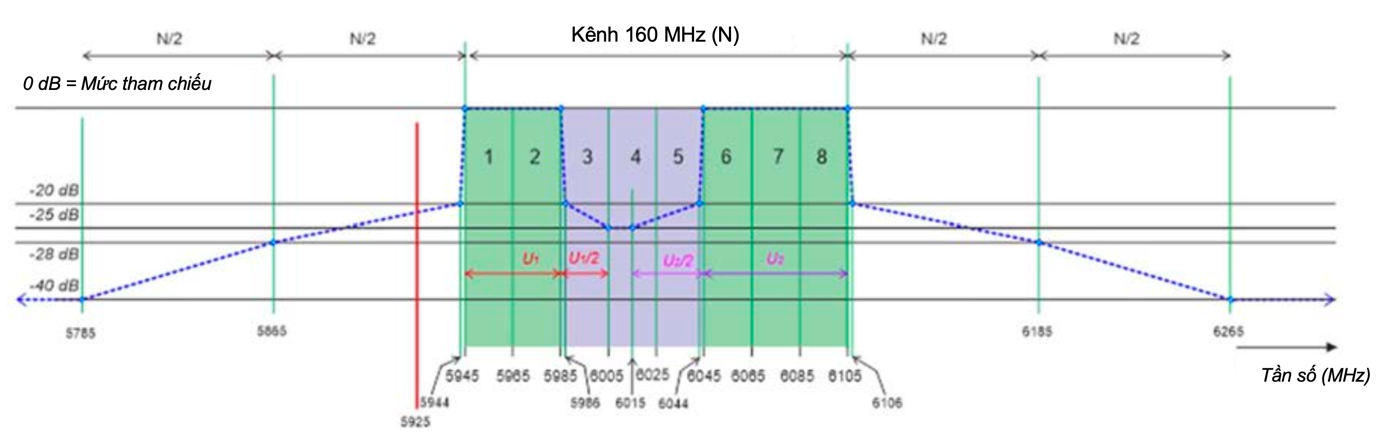 Kênh 160 MHz (N)
N/2 N/2 N/2 N/2
0 dB = Mức tham chiếu
1 2 3 4 5 6 7 8
-20 dB
-25 dB
-28 dB
U1 U1/2 U2/2 U2
-40 dB
5785 5865 6185 6265
5945 5965 5985 6005 6025 6045 6065 6085 6105
Tần số (MHz)
5944 5986 6015 6044 6106
5925